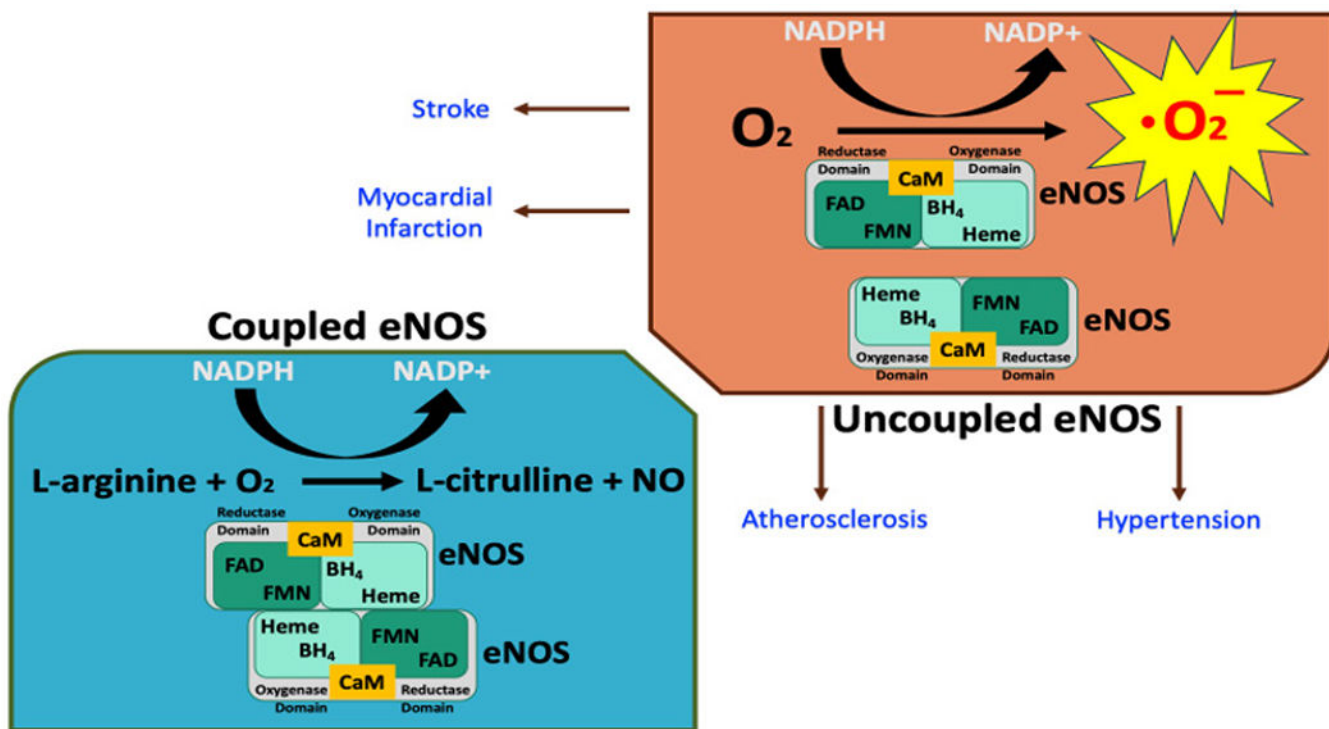 NADPH NADP+
O₂ •O₂⁻
Reductase Domain Oxygenase Domain
CaM
eNOS
FAD BH₄
FMN Heme
Heme FMN
BH₄ FAD
eNOS
CaM
Oxygenase Domain Reductase Domain
Uncoupled eNOS
Stroke
Myocardial
Infarction
Atherosclerosis
Hypertension
Coupled eNOS
NADPH NADP+
L-arginine + O₂ L-citrulline + NO
Reductase Domain Oxygenase Domain
CaM
eNOS
FAD BH₄
FMN Heme
Heme FMN
BH₄ FAD
eNOS
CaM
Oxygenase Domain Reductase Domain